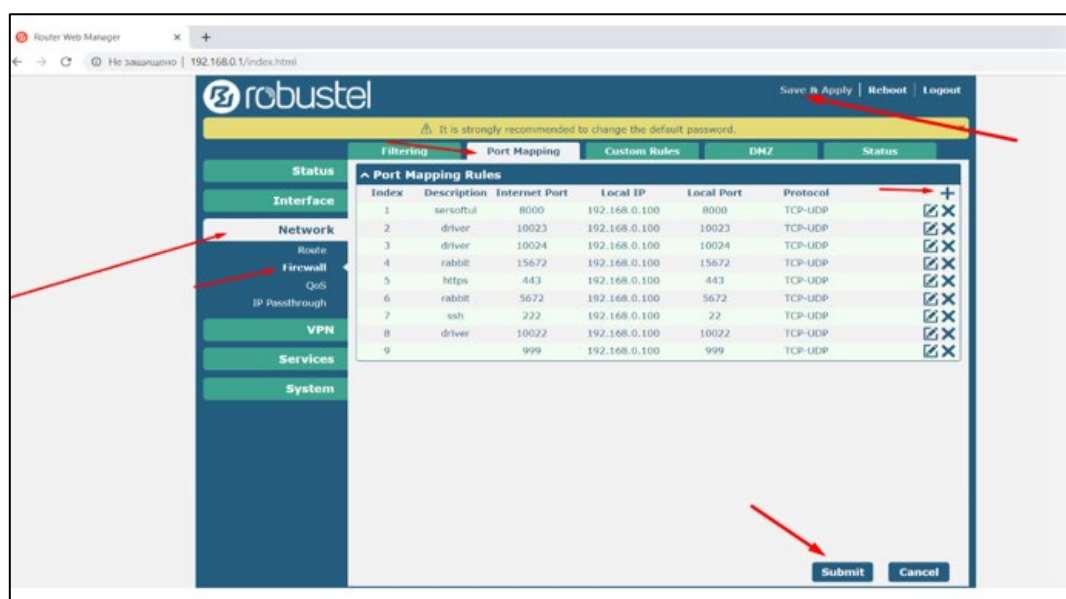 Router Web Manager
Не защищено | 192.168.0.1/index.html
robustel
Save & Apply | Reboot | Logout
It is strongly recommended to change the default password.
Filtering Port Mapping Custom Rules DMZ Status
Status
Interface
Network
Route
Firewall
QoS
IP Passthrough
VPN
Services
System
Port Mapping Rules
Index Description Internet Port Local IP Local Port Protocol
1 sersoftui 8000 192.168.0.100 8000 TCP-UDP
2 driver 10023 192.168.0.100 10023 TCP-UDP
3 driver 10024 192.168.0.100 10024 TCP-UDP
4 rabbit 15672 192.168.0.100 15672 TCP-UDP
5 https 443 192.168.0.100 443 TCP-UDP
6 rabbit 5672 192.168.0.100 5672 TCP-UDP
7 ssh 222 192.168.0.100 22 TCP-UDP
8 driver 10022 192.168.0.100 10022 TCP-UDP
9 999 192.168.0.100 999 TCP-UDP
Submit Cancel